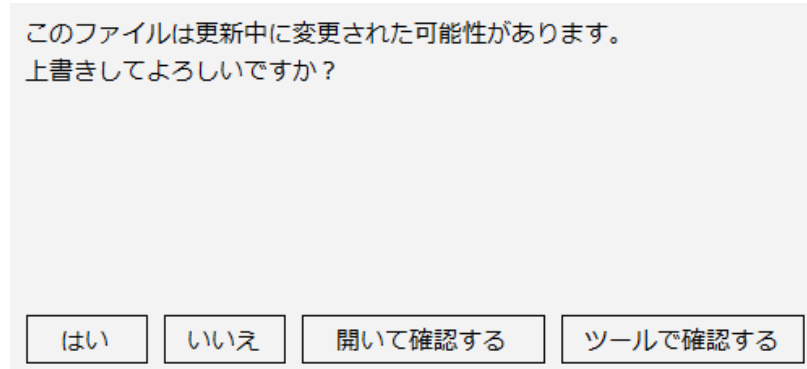 このファイルは更新中に変更された可能性があります。
上書きしてよろしいですか？
はい いいえ 開いて確認する ツールで確認する